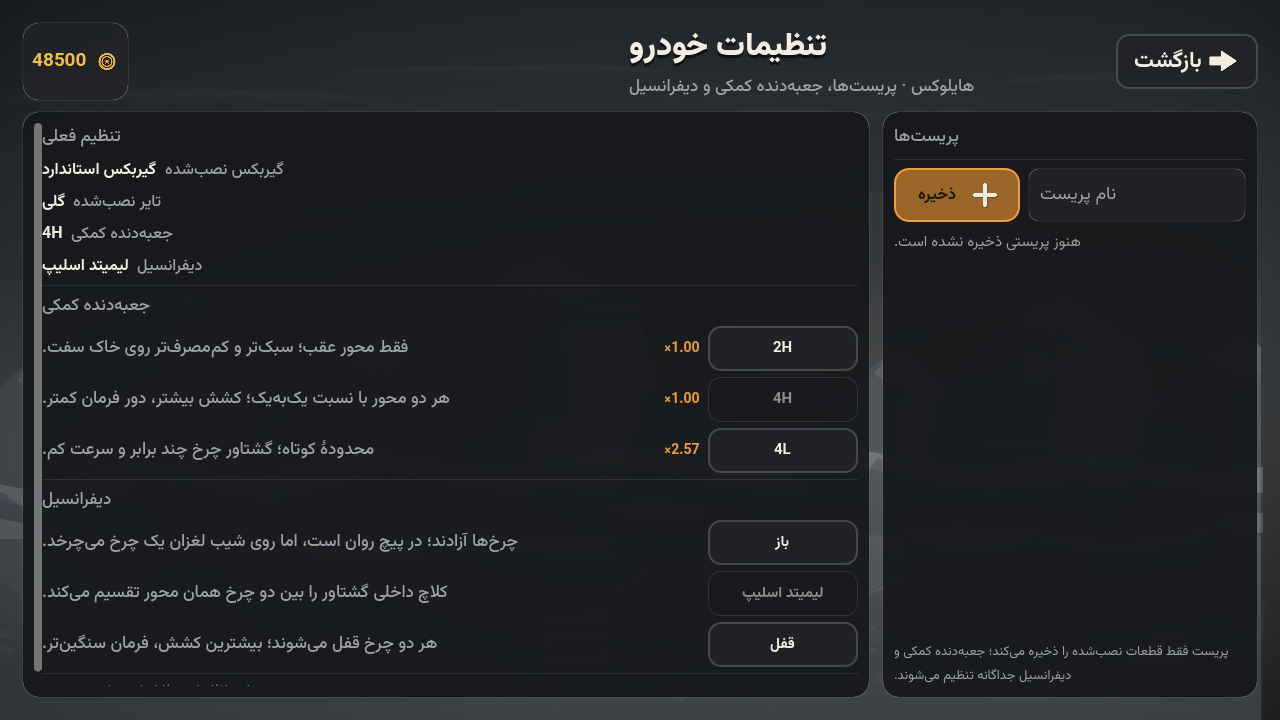 بازگشت
تنظیمات خودرو
هایلوکس · پریست‌ها، جعبه‌دنده کمکی و دیفرانسیل
48500
پریست‌ها
نام پریست
ذخیره
هنوز پریستی ذخیره نشده است.
پریست فقط قطعات نصب‌شده را ذخیره می‌کند؛ جعبه‌دنده کمکی و
دیفرانسیل جداگانه تنظیم می‌شوند.
تنظیم فعلی
گیربکس نصب‌شده گیربکس استاندارد
تایر نصب‌شده گلی
جعبه‌دنده کمکی 4H
دیفرانسیل لیمیتد اسلیپ
جعبه‌دنده کمکی
2H ×1.00 فقط محور عقب؛ سبک‌تر و کم‌مصرف‌تر روی خاک سفت.
4H ×1.00 هر دو محور با نسبت یک‌به‌یک؛ کشش بیشتر، دور فرمان کمتر.
4L ×2.57 محدودهٔ کوتاه؛ گشتاور چرخ چند برابر و سرعت کم.
دیفرانسیل
باز چرخ‌ها آزادند؛ در پیچ روان است، اما روی شیب لغزان یک چرخ می‌چرخد.
لیمیتد اسلیپ کلاچ داخلی گشتاور را بین دو چرخ همان محور تقسیم می‌کند.
قفل هر دو چرخ قفل می‌شوند؛ بیشترین کشش، فرمان سنگین‌تر.